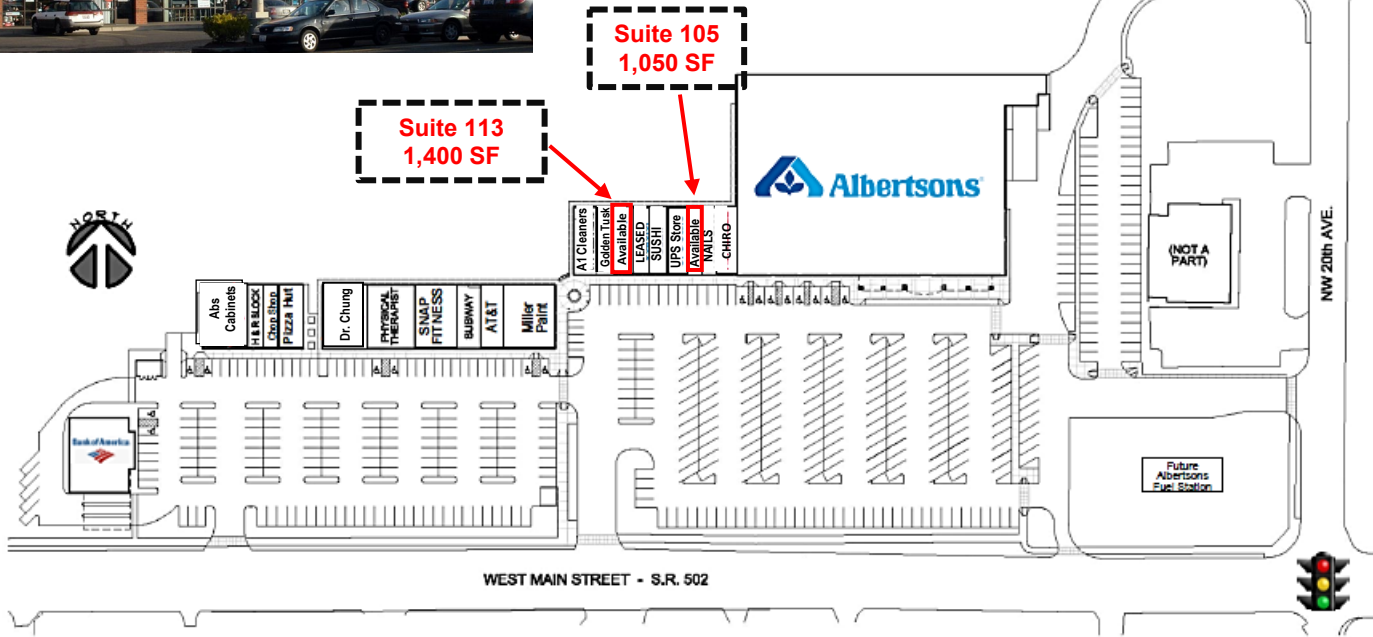 Suite 105
1,050 SF
Suite 113
1,400 SF
Albertsons
NORTH
A1 Cleaners
Golden Tusk
Available
LEASED
SUSHI
UPS Store
Available
NAILS
CHIRO
(NOT A
PART)
NW 20th AVE.
Abs
Cabinets
H & R BLOCK
Chop Shop
Pizza Hut
Dr. Chung
PHYSICAL
THERAPIST
SNAP
FITNESS
SUBWAY
AT&T
Miller
Paint
Bank of America
Future
Albertsons
Fuel Station
WEST MAIN STREET - S.R. 502